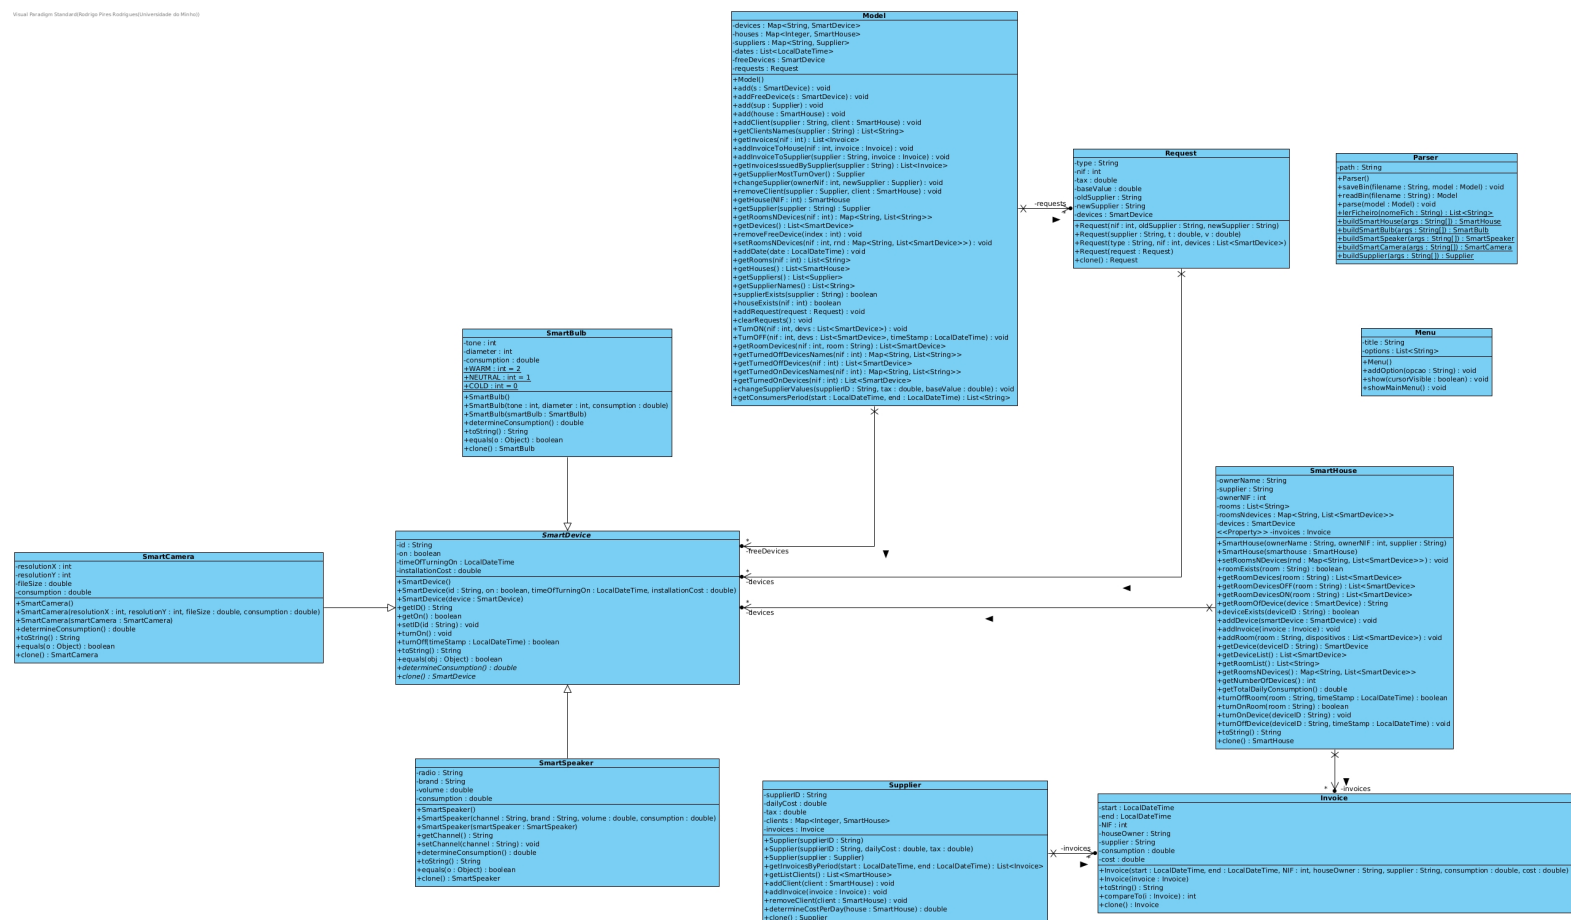 Visual Paradigm Standard(Rodrigo Pires Rodrigues(Universidade do Minho))
Model
-devices : Map<String, SmartDevice>
-houses : Map<Integer, SmartHouse>
-suppliers : Map<String, Supplier>
-dates : List<LocalDateTime>
-freeDevices : SmartDevice
-requests : Request
+Model()
+add(s : SmartDevice) : void
+addFreeDevice(s : SmartDevice) : void
+add(sup : Supplier) : void
+add(house : SmartHouse) : void
+addClient(supplier : String, client : SmartHouse) : void
+getClientsNames(supplier : String) : List<String>
+getInvoices(nif : int) : List<Invoice>
+addInvoiceToHouse(nif : int, invoice : Invoice) : void
+addInvoiceToSupplier(supplier : String, invoice : Invoice) : void
+getInvoicesIssuedBySupplier(supplier : String) : List<Invoice>
+getSupplierMostTurnOver() : Supplier
+changeSupplier(ownerNif : int, newSupplier : Supplier) : void
+removeClient(supplier : Supplier, client : SmartHouse) : void
+getHouse(NIF : int) : SmartHouse
+getSupplier(supplier : String) : Supplier
+getRoomsNDevices(nif : int) : Map<String, List<String>>
+getDevices() : List<SmartDevice>
+removeFreeDevice(index : int) : void
+setRoomsNDevices(nif : int, rnd : Map<String, List<SmartDevice>>) : void
+addDate(date : LocalDateTime) : void
+getRooms(nif : int) : List<String>
+getHouses() : List<SmartHouse>
+getSuppliers() : List<Supplier>
+getSupplierNames() : List<String>
+supplierExists(supplier : String) : boolean
+houseExists(nif : int) : boolean
+addRequest(request : Request) : void
+clearRequests() : void
+TurnON(nif : int, devs : List<SmartDevice>) : void
+TurnOFF(nif : int, devs : List<SmartDevice>, timeStamp : LocalDateTime) : void
+getRoomDevices(nif : int, room : String) : List<SmartDevice>
+getTurnedOffDevicesNames(nif : int) : Map<String, List<String>>
+getTurnedOffDevices(nif : int) : List<SmartDevice>
+getTurnedOnDevicesNames(nif : int) : Map<String, List<String>>
+getTurnedOnDevices(nif : int) : List<SmartDevice>
+changeSupplierValues(supplierID : String, tax : double, baseValue : double) : void
+getConsumersPeriod(start : LocalDateTime, end : LocalDateTime) : List<String>
-requests
*
Request
-type : String
-nif : int
-tax : double
-baseValue : double
-oldSupplier : String
-newSupplier : String
-devices : SmartDevice
+Request(nif : int, oldSupplier : String, newSupplier : String)
+Request(supplier : String, t : double, v : double)
+Request(type : String, nif : int, devices : List<SmartDevice>)
+Request(request : Request)
+clone() : Request
Parser
-path : String
+Parser()
+saveBin(filename : String, model : Model) : void
+readBin(filename : String) : Model
+parse(model : Model) : void
+lerFicheiro(nomeFich : String) : List<String>
+buildSmartHouse(args : String[]) : SmartHouse
+buildSmartBulb(args : String[]) : SmartBulb
+buildSmartSpeaker(args : String[]) : SmartSpeaker
+buildSmartCamera(args : String[]) : SmartCamera
+buildSupplier(args : String[]) : Supplier
Menu
-title : String
-options : List<String>
+Menu()
+addOption(opcao : String) : void
+show(cursorVisible : boolean) : void
+showMainMenu() : void
SmartBulb
-tone : int
-diameter : int
-consumption : double
+WARM : int = 2
+NEUTRAL : int = 1
+COLD : int = 0
+SmartBulb()
+SmartBulb(tone : int, diameter : int, consumption : double)
+SmartBulb(smartBulb : SmartBulb)
+determineConsumption() : double
+toString() : String
+equals(o : Object) : boolean
+clone() : SmartBulb
SmartHouse
-ownerName : String
-supplier : String
-ownerNIF : int
-rooms : List<String>
-roomsNdevices : Map<String, List<SmartDevice>>
-devices : SmartDevice
<<Property>> -invoices : Invoice
+SmartHouse(ownerName : String, ownerNIF : int, supplier : String)
+SmartHouse(smarthouse : SmartHouse)
+setRoomsNDevices(rnd : Map<String, List<SmartDevice>>) : void
+roomExists(room : String) : boolean
+getRoomDevices(room : String) : List<SmartDevice>
+getRoomDevicesOFF(room : String) : List<SmartDevice>
+getRoomDevicesON(room : String) : List<SmartDevice>
+getRoomOfDevice(device : SmartDevice) : String
+deviceExists(deviceID : String) : boolean
+addDevice(smartDevice : SmartDevice) : void
+addInvoice(invoice : Invoice) : void
+addRoom(room : String, dispositivos : List<SmartDevice>) : void
+getDevice(deviceID : String) : SmartDevice
+getDeviceList() : List<SmartDevice>
+getRoomList() : List<String>
+getRoomsNDevices() : Map<String, List<SmartDevice>>
+getNumberOfDevices() : int
+getTotalDailyConsumption() : double
+turnOffRoom(room : String, timeStamp : LocalDateTime) : boolean
+turnOnRoom(room : String) : boolean
+turnOnDevice(deviceID : String) : void
+turnOffDevice(deviceID : String, timeStamp : LocalDateTime) : void
+toString() : String
+clone() : SmartHouse
SmartDevice
-id : String
-on : boolean
-timeOfTurningOn : LocalDateTime
-installationCost : double
+SmartDevice()
+SmartDevice(id : String, on : boolean, timeOfTurningOn : LocalDateTime, installationCost : double)
+SmartDevice(device : SmartDevice)
+getID() : String
+getOn() : boolean
+setID(id : String) : void
+turnOn() : void
+turnOff(timeStamp : LocalDateTime) : boolean
+toString() : String
+equals(obj : Object) : boolean
+determineConsumption() : double
+clone() : SmartDevice
*
-freeDevices
*
-devices
*
-devices
SmartCamera
-resolutionX : int
-resolutionY : int
-fileSize : double
-consumption : double
+SmartCamera()
+SmartCamera(resolutionX : int, resolutionY : int, fileSize : double, consumption : double)
+SmartCamera(smartCamera : SmartCamera)
+determineConsumption() : double
+toString() : String
+equals(o : Object) : boolean
+clone() : SmartCamera
SmartSpeaker
-radio : String
-brand : String
-volume : double
-consumption : double
+SmartSpeaker()
+SmartSpeaker(channel : String, brand : String, volume : double, consumption : double)
+SmartSpeaker(smartSpeaker : SmartSpeaker)
+getChannel() : String
+setChannel(channel : String) : void
+determineConsumption() : double
+toString() : String
+equals(o : Object) : boolean
+clone() : SmartSpeaker
Supplier
-supplierID : String
-dailyCost : double
-tax : double
-clients : Map<Integer, SmartHouse>
-invoices : Invoice
+Supplier(supplierID : String)
+Supplier(supplierID : String, dailyCost : double, tax : double)
+Supplier(supplier : Supplier)
+getInvoicesByPeriod(start : LocalDateTime, end : LocalDateTime) : List<Invoice>
+getListClients() : List<SmartHouse>
+addClient(client : SmartHouse) : void
+addInvoice(invoice : Invoice) : void
+removeClient(client : SmartHouse) : void
+determineCostPerDay(house : SmartHouse) : double
+clone() : Supplier
-invoices
*
* -invoices
Invoice
-start : LocalDateTime
-end : LocalDateTime
-NIF : int
-houseOwner : String
-supplier : String
-consumption : double
-cost : double
+Invoice(start : LocalDateTime, end : LocalDateTime, NIF : int, houseOwner : String, supplier : String, consumption : double, cost : double)
+Invoice(invoice : Invoice)
+toString() : String
+compareTo(i : Invoice) : int
+clone() : Invoice